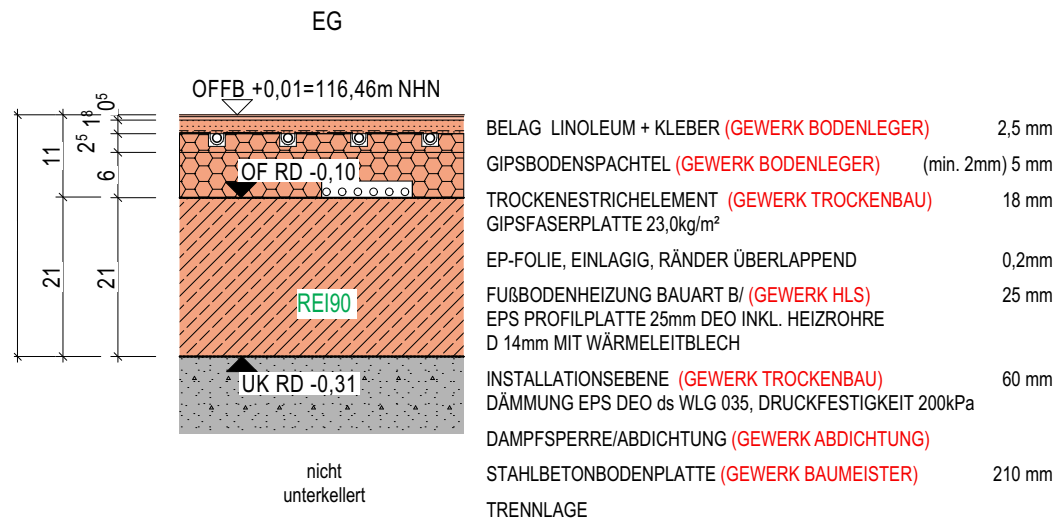 EG
OFFB +0,01=116,46m NHN
0⁵
1⁸
2⁵
11
6
21
21
OF RD -0,10
REI90
UK RD -0,31
nicht
unterkellert
BELAG LINOLEUM + KLEBER (GEWERK BODENLEGER) 2,5 mm
GIPSBODENSPACHTEL (GEWERK BODENLEGER) (min. 2mm) 5 mm
TROCKENESTRICHELEMENT (GEWERK TROCKENBAU) 18 mm
GIPSFASERPLATTE 23,0kg/m²
EP-FOLIE, EINLAGIG, RÄNDER ÜBERLAPPEND 0,2mm
FUßBODENHEIZUNG BAUART B/ (GEWERK HLS) 25 mm
EPS PROFILPLATTE 25mm DEO INKL. HEIZROHRE
D 14mm MIT WÄRMELEITBLECH
INSTALLATIONSEBENE (GEWERK TROCKENBAU) 60 mm
DÄMMUNG EPS DEO ds WLG 035, DRUCKFESTIGKEIT 200kPa
DAMPFSPERRE/ABDICHTUNG (GEWERK ABDICHTUNG)
STAHLBETONBODENPLATTE (GEWERK BAUMEISTER) 210 mm
TRENNLAGE